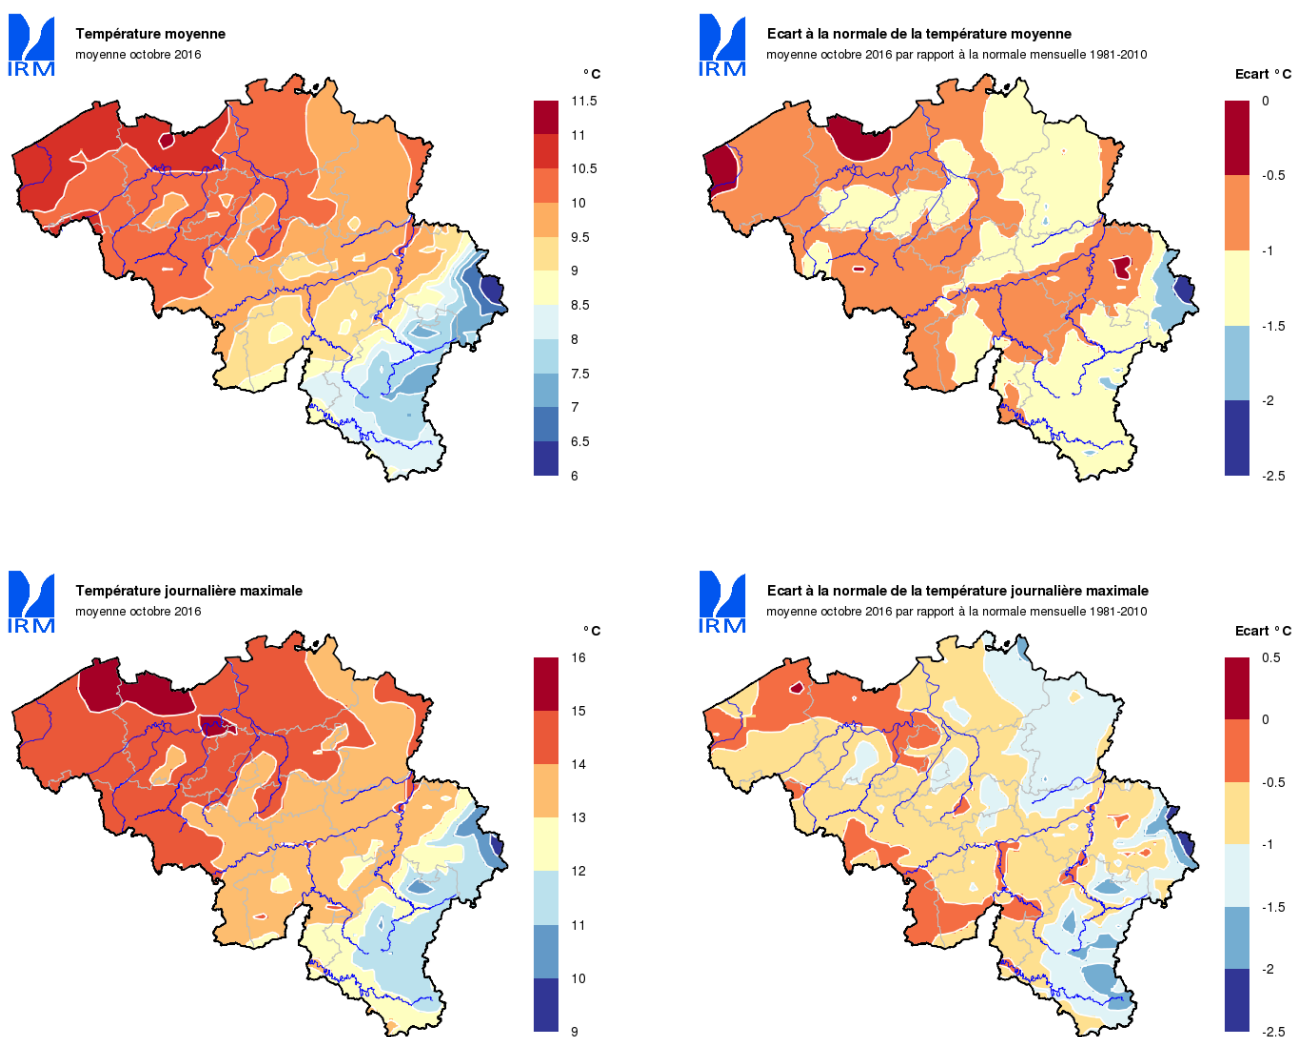 Température moyenne
moyenne octobre 2016
IRM
°C
11.5
11
10.5
10
9.5
9
8.5
8
7.5
7
6.5
6
Ecart à la normale de la température moyenne
moyenne octobre 2016 par rapport à la normale mensuelle 1981-2010
IRM
Ecart °C
0
-0.5
-1
-1.5
-2
-2.5
Température journalière maximale
moyenne octobre 2016
IRM
°C
16
15
14
13
12
11
10
9
Ecart à la normale de la température journalière maximale
moyenne octobre 2016 par rapport à la normale mensuelle 1981-2010
IRM
Ecart °C
0.5
0
-0.5
-1
-1.5
-2
-2.5